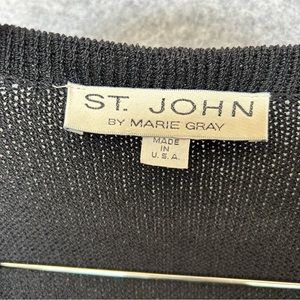 ST. JOHN
BY MARIE GRAY
MADE
IN
U.S.A.